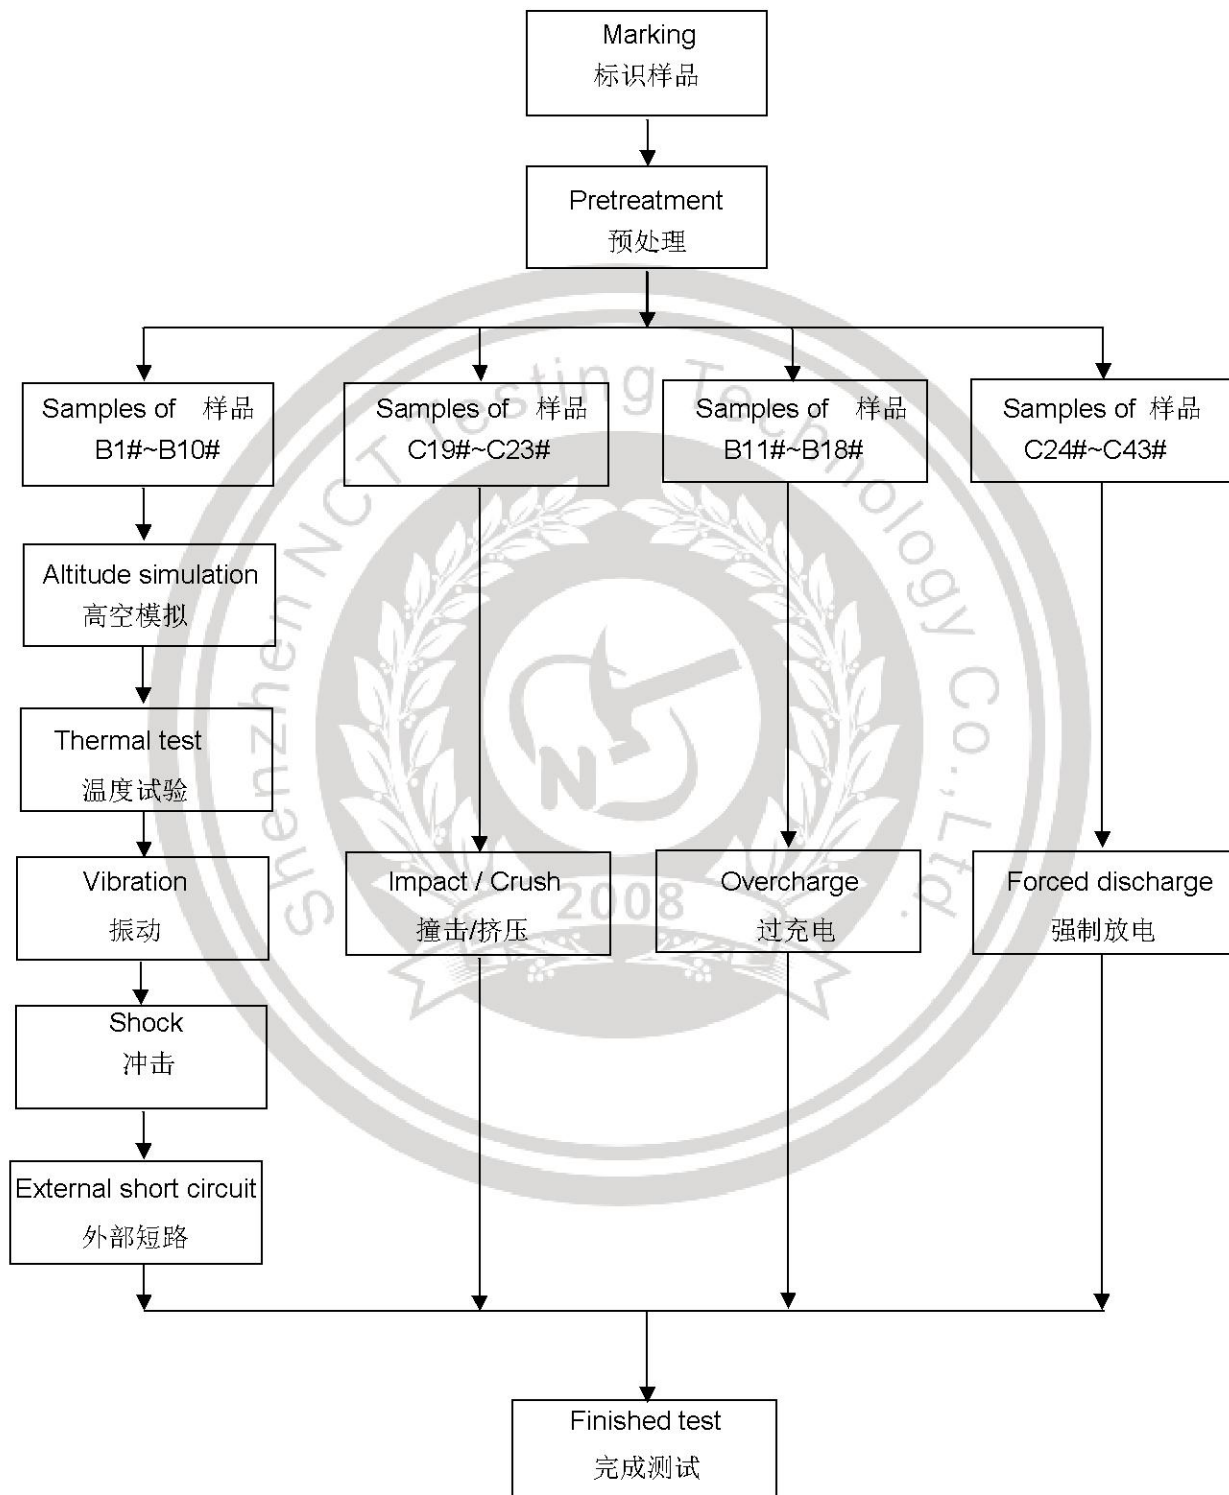 Marking
标识样品
Pretreatment
预处理
Samples of 样品
B1#~B10#
Samples of 样品
C19#~C23#
Samples of 样品
B11#~B18#
Samples of 样品
C24#~C43#
Altitude simulation
高空模拟
Thermal test
温度试验
Vibration
振动
Impact / Crush
撞击/挤压
Overcharge
过充电
Forced discharge
强制放电
Shock
冲击
External short circuit
外部短路
Finished test
完成测试
Shenzhen NCT Testing Technology Co.,Ltd.
N
2008